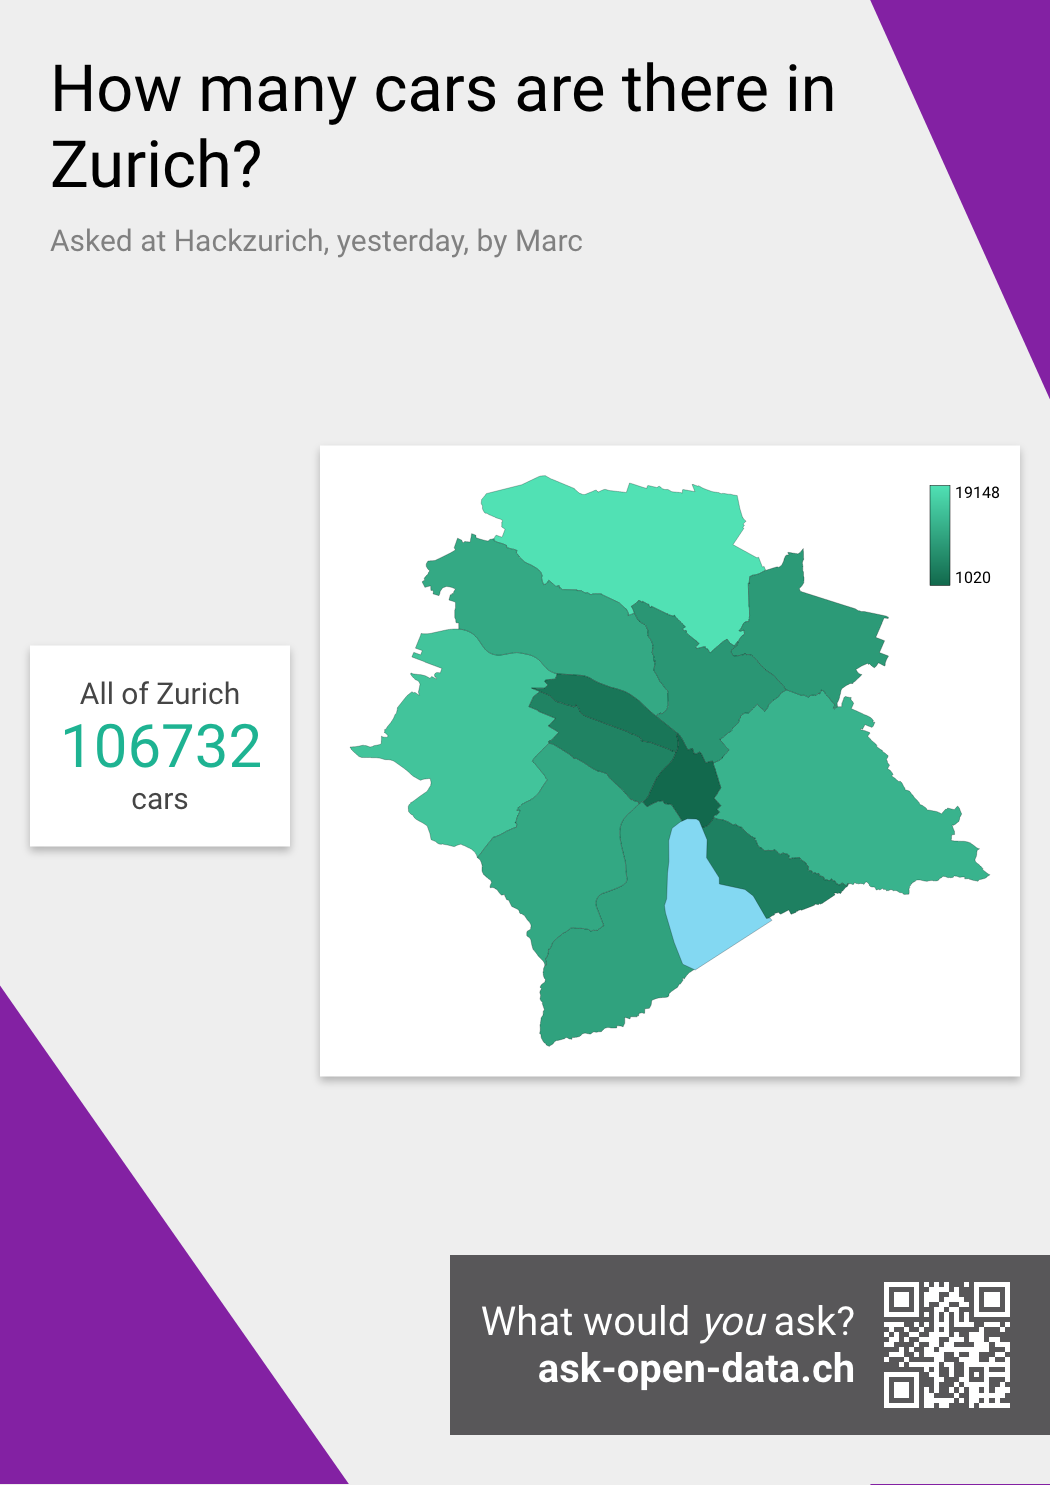 How many cars are there in
Zurich?
Asked at Hackzurich, yesterday, by Marc
19148
1020
All of Zurich
106732
cars
What would you ask?
ask-open-data.ch